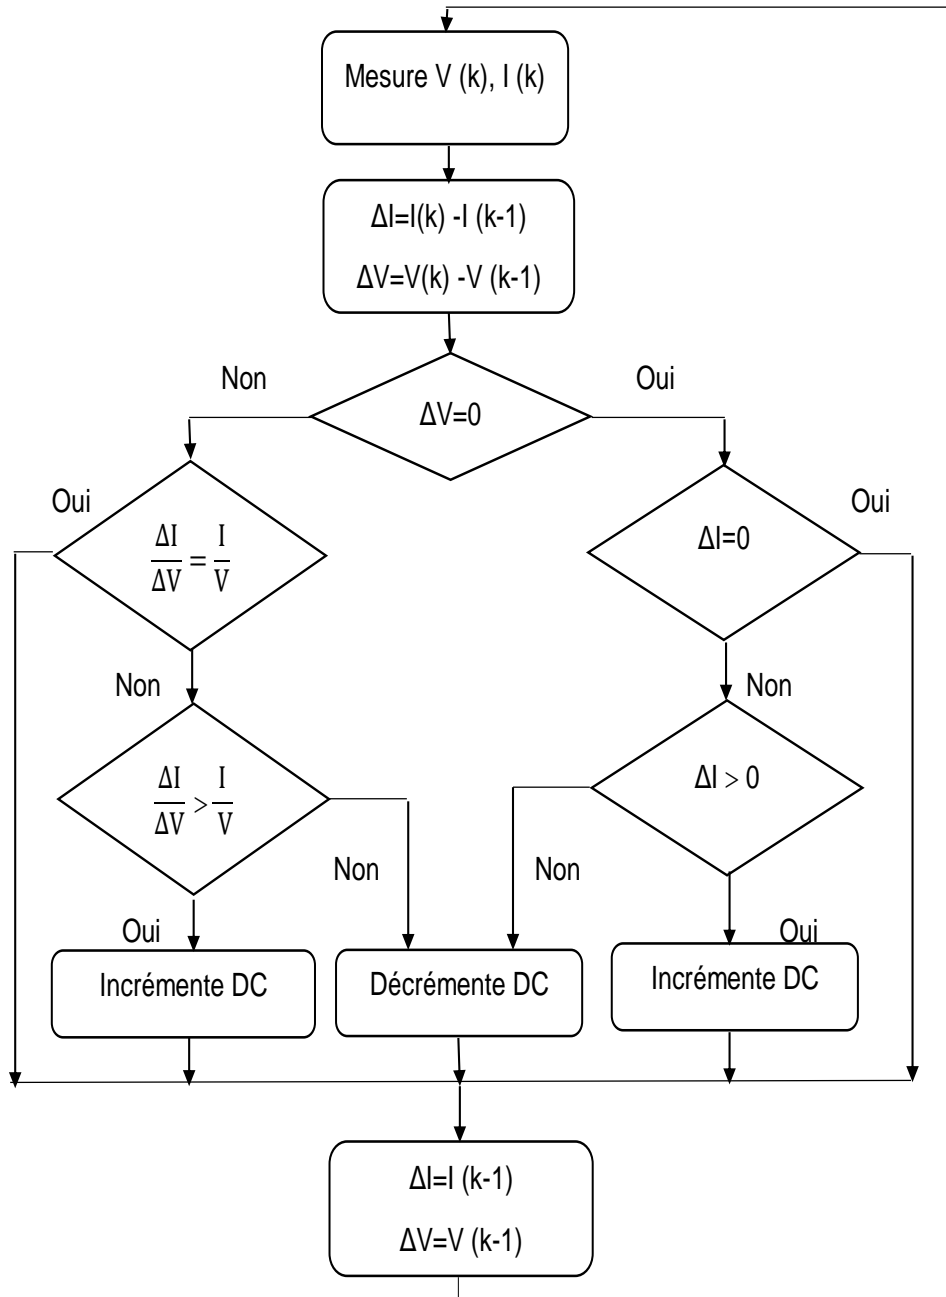 Mesure V (k), I (k)
ΔI=I(k) -I (k-1)
ΔV=V(k) -V (k-1)
Non
Oui
ΔV=0
Oui
Oui
ΔI/ΔV = I/V
ΔI=0
Non
Non
ΔI/ΔV > I/V
ΔI > 0
Non
Non
Oui
Oui
Incrémente DC
Décrémente DC
Incrémente DC
ΔI=I (k-1)
ΔV=V (k-1)